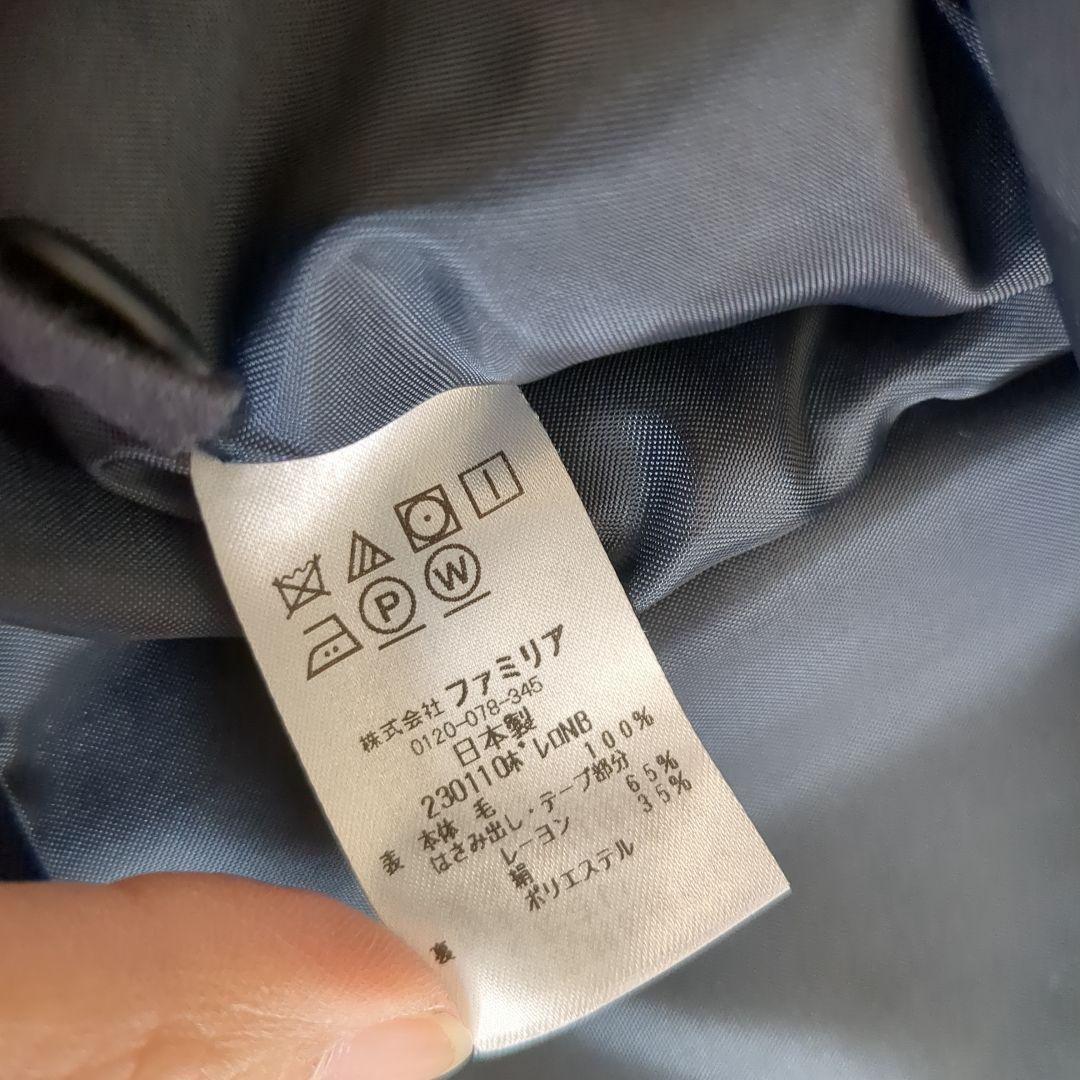 P W
株式会社 ファミリア
0120-078-345
日本製
230110ボレロNB
表 本体 毛 100%
はさみ出し・テープ部分
レーヨン 65%
絹 35%
裏 ポリエステル